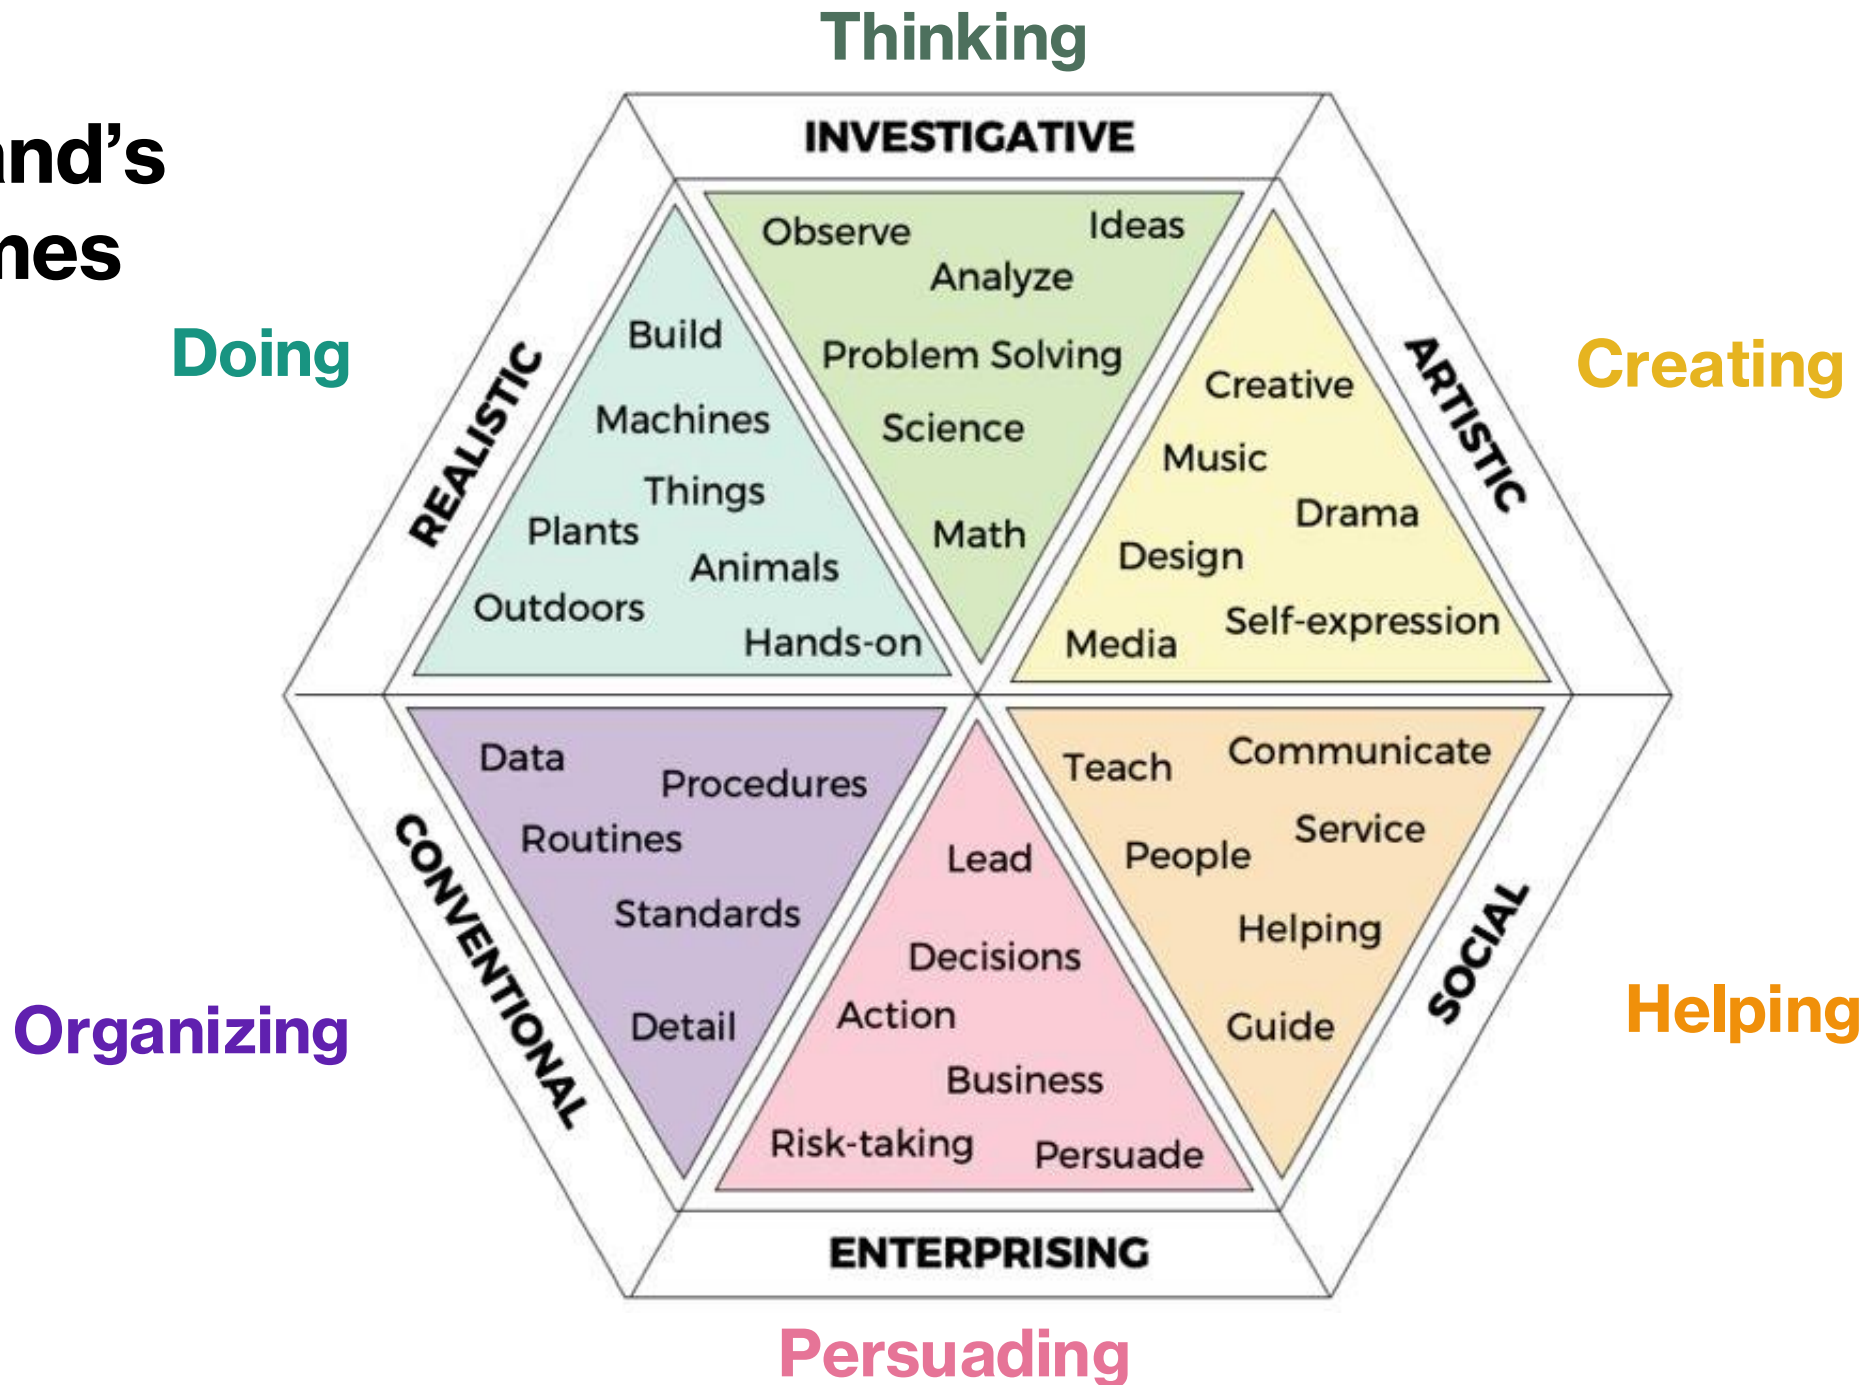 Thinking
and's
mes
INVESTIGATIVE
Observe
Ideas
Analyze
Problem Solving
Science
Math
Doing
REALISTIC
Build
Machines
Things
Plants
Animals
Outdoors
Hands-on
Creating
ARTISTIC
Creative
Music
Drama
Design
Self-expression
Media
Organizing
CONVENTIONAL
Data
Procedures
Routines
Standards
Detail
Lead
Decisions
Action
Business
Risk-taking
Persuade
ENTERPRISING
Persuading
Teach
Communicate
Service
People
Helping
Guide
SOCIAL
Helping